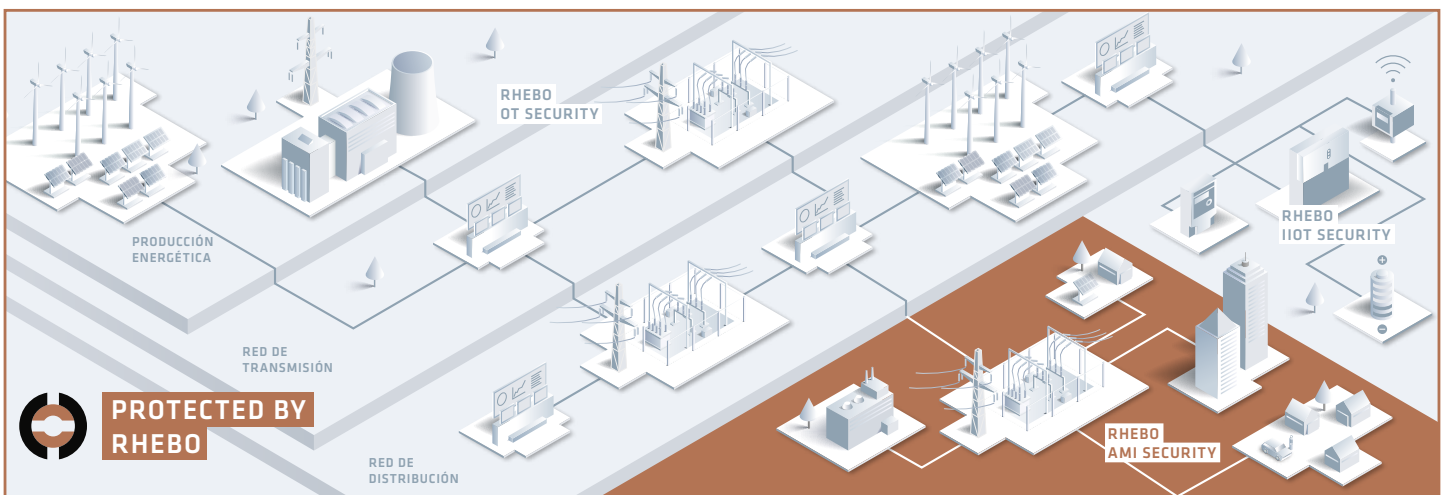 RHEBO
OT SECURITY
PRODUCCIÓN
ENERGÉTICA
RHEBO
IIOT SECURITY
RED DE
TRANSMISIÓN
PROTECTED BY
RHEBO
RHEBO
AMI SECURITY
RED DE
DISTRIBUCIÓN